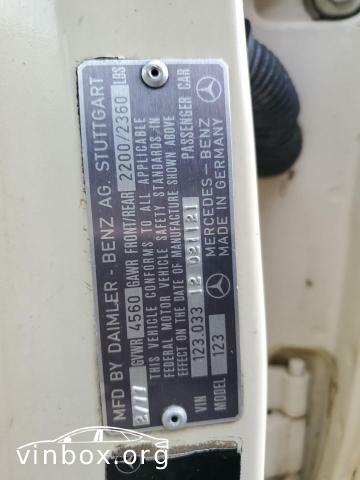 MFD BY DAIMLER-BENZ AG. STUTTGART
2/77
GVWR 4560 GAWR FRONT/REAR 2200/2360 LBS
THIS VEHICLE CONFORMS TO ALL APPLICABLE
FEDERAL MOTOR VEHICLE SAFETY STANDARDS IN
EFFECT ON THE DATE OF MANUFACTURE SHOWN ABOVE
PASSENGER CAR
VIN 123.033 12 021121
MODEL 123
MERCEDES-BENZ
MADE IN GERMANY
vinbox.org